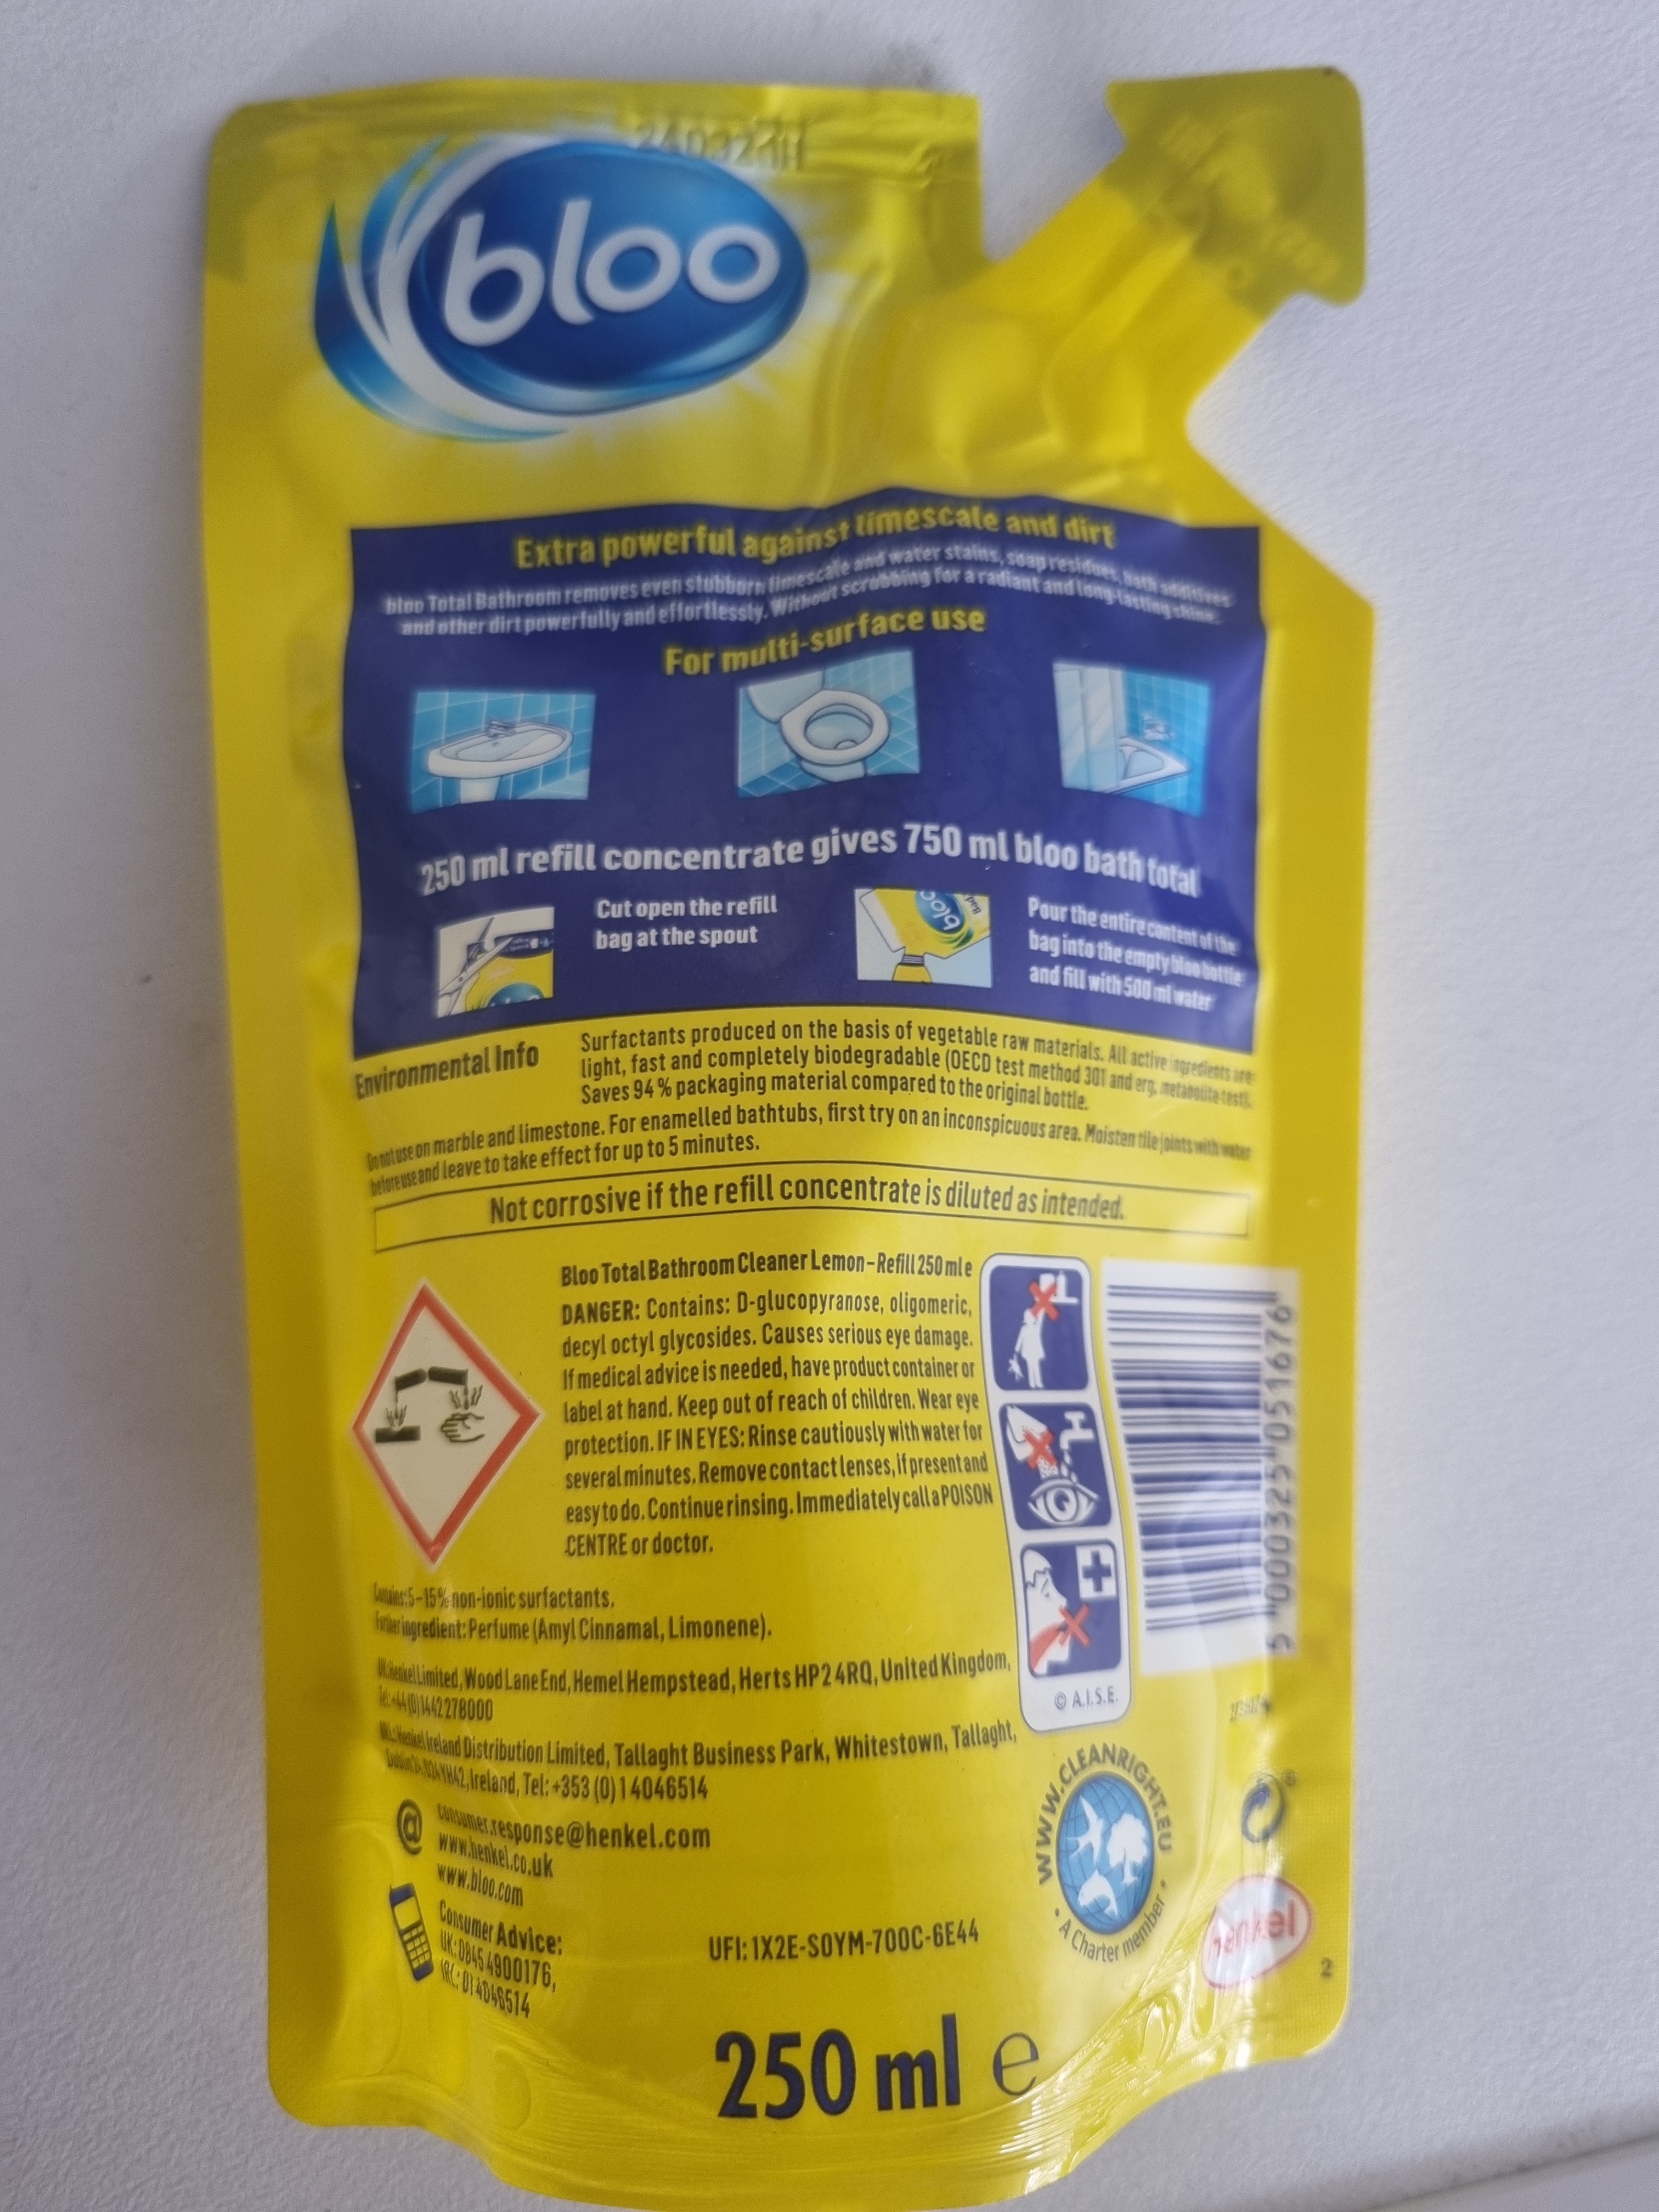 240321H
bloo
Extra powerful against limescale and dirt
bloo Total Bathroom removes even stubborn limescale and water stains, soap residues, bath additives
and other dirt powerfully and effortlessly. Without scrubbing for a radiant and long-lasting shine.
For multi-surface use
250 ml refill concentrate gives 750 ml bloo bath total
Cut open the refill
bag at the spout
bloo
Pour the entire content of the
bag into the empty bloo bottle
and fill with 500 ml water
Environmental Info
Surfactants produced on the basis of vegetable raw materials. All active ingredients are
light, fast and completely biodegradable (OECD test method 301 and erg. metabolite test).
Saves 94 % packaging material compared to the original bottle.
Do not use on marble and limestone. For enamelled bathtubs, first try on an inconspicuous area. Moisten tile joints with water
before use and leave to take effect for up to 5 minutes.
Not corrosive if the refill concentrate is diluted as intended.
Bloo Total Bathroom Cleaner Lemon - Refill 250 ml e
DANGER: Contains: D-glucopyranose, oligomeric,
decyl octyl glycosides. Causes serious eye damage.
If medical advice is needed, have product container or
label at hand. Keep out of reach of children. Wear eye
protection. IF IN EYES: Rinse cautiously with water for
several minutes. Remove contact lenses, if present and
easy to do. Continue rinsing. Immediately call a POISON
CENTRE or doctor.
Contains: 5-15% non-ionic surfactants.
Further ingredient: Perfume (Amyl Cinnamal, Limonene).
UK: Henkel Limited, Wood Lane End, Hemel Hempstead, Herts HP2 4RQ, United Kingdom,
Tel: +44 (0) 1442 278000
IRL: Henkel Ireland Distribution Limited, Tallaght Business Park, Whitestown, Tallaght,
Dublin 24, D24 YH42, Ireland, Tel: +353 (0) 1 4046514
@ consumer.response@henkel.com
www.henkel.co.uk
www.bloo.com
Consumer Advice:
UK: 0845 4900176,
IRL: 01 4046514
© A.I.S.E.
5 000325 051676
WWW.CLEANRIGHT.EU
• A Charter member •
Henkel
2
UFI: 1X2E-S0YM-700C-6E44
250 ml e